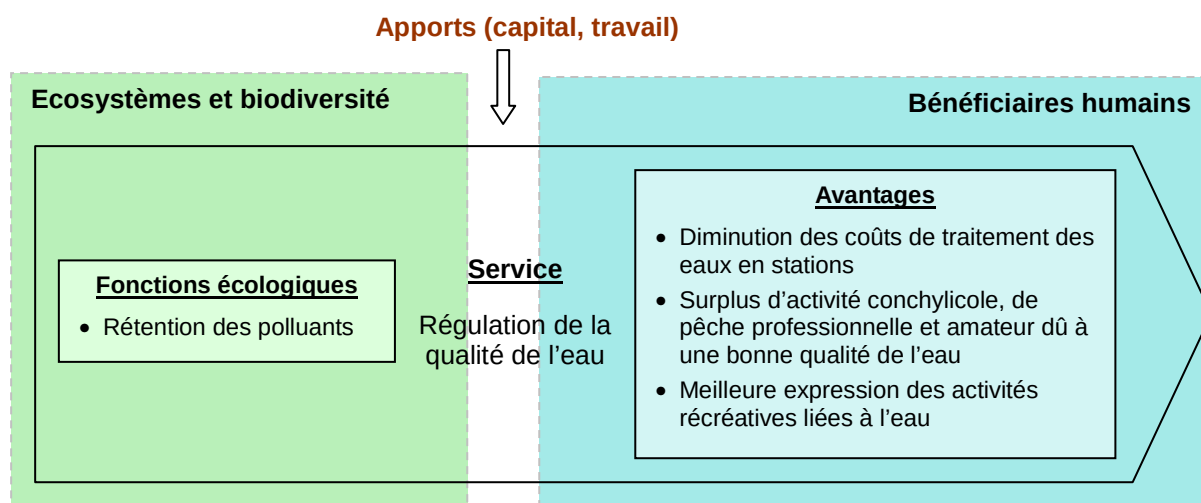 Apports (capital, travail)
Ecosystèmes et biodiversité
Bénéficiaires humains
Fonctions écologiques
• Rétention des polluants
Service
Régulation de la
qualité de l’eau
Avantages
• Diminution des coûts de traitement des
eaux en stations
• Surplus d’activité conchylicole, de
pêche professionnelle et amateur dû à
une bonne qualité de l’eau
• Meilleure expression des activités
récréatives liées à l’eau